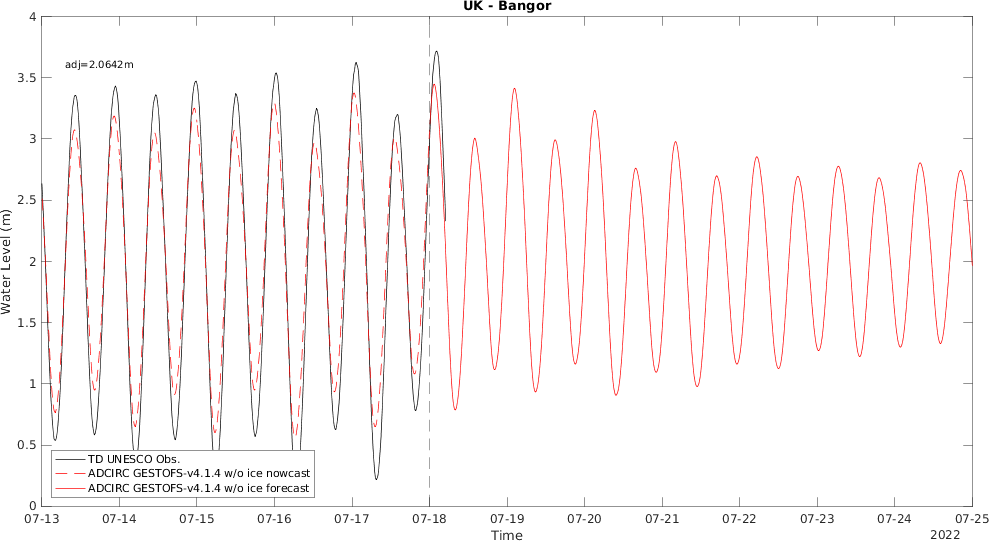 UK - Bangor
adj=2.0642m
Water Level (m)
4
3.5
3
2.5
2
1.5
1
0.5
0
TD UNESCO Obs.
ADCIRC GESTOFS-v4.1.4 w/o ice nowcast
ADCIRC GESTOFS-v4.1.4 w/o ice forecast
07-13 07-14 07-15 07-16 07-17 07-18 07-19 07-20 07-21 07-22 07-23 07-24 07-25
Time
2022